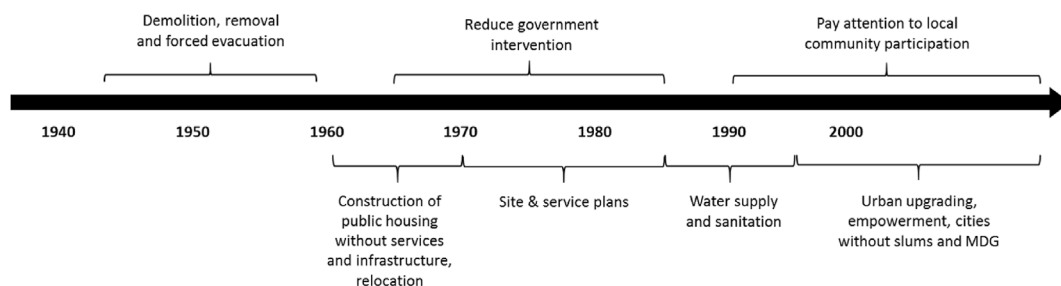 Demolition, removal
and forced evacuation
Reduce government
intervention
Pay attention to local
community participation
1940
1950
1960
1970
1980
1990
2000
Construction of
public housing
without services
and infrastructure,
relocation
Site & service plans
Water supply
and sanitation
Urban upgrading,
empowerment, cities
without slums and MDG